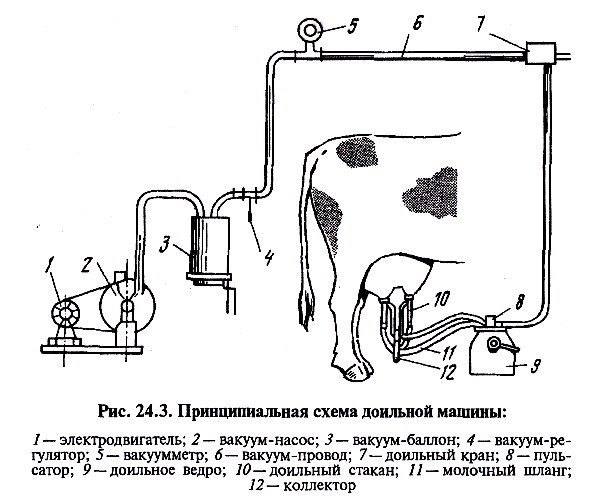 5 6 7
3 4
1 2
10 8
11 9
12
Рис. 24.3. Принципиальная схема доильной машины:
1 — электродвигатель; 2 — вакуум-насос; 3 — вакуум-баллон; 4 — вакуум-ре-
гулятор; 5 — вакуумметр; 6 — вакуум-провод; 7 — доильный кран; 8 — пуль-
сатор; 9 — доильное ведро; 10 — доильный стакан; 11 — молочный шланг;
12 — коллектор